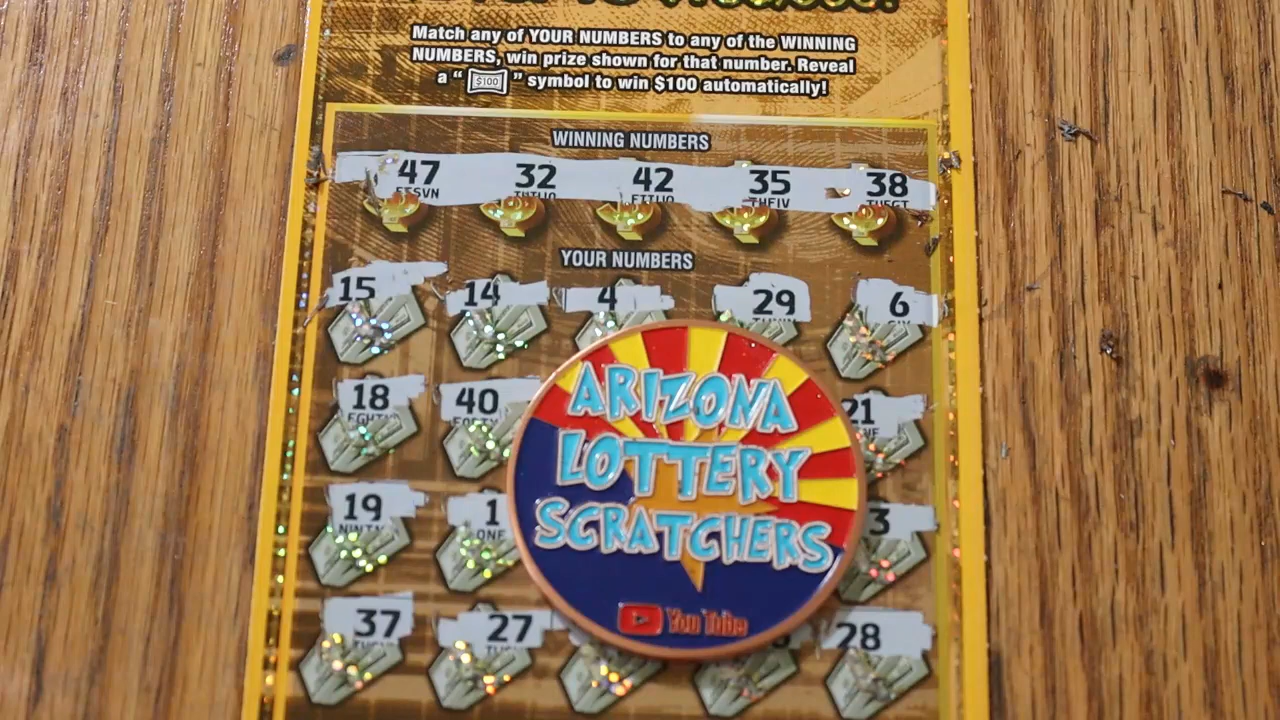 Match any of YOUR NUMBERS to any of the WINNING
NUMBERS, win prize shown for that number. Reveal
a “ $100 ” symbol to win $100 automatically!
WINNING NUMBERS
47 32 42 35 38
YOUR NUMBERS
15 14 4 29 6
18 40 21
19 1 3
ONE
37 27 28
ARIZONA
LOTTERY
SCRATCHERS
YouTube